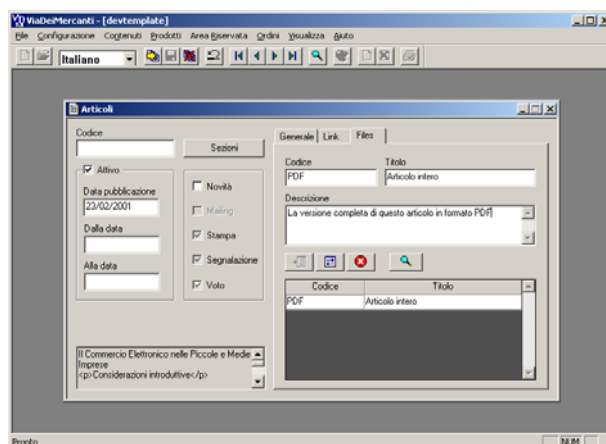 ViaDeiMercanti - [devtemplate]
File Configurazione Contenuti Prodotti Area Riservata Ordini Visualizza Aiuto
Italiano
Articoli
Codice
Sezioni
Attivo
Data pubblicazione
23/02/2001
Dalla data
Alla data
Novità
Mailing
Stampa
Segnalazione
Voto
Il Commercio Elettronico nelle Piccole e Medie
Imprese
<p>Considerazioni introduttive</p>
Generale Link Files
Codice Titolo
PDF Articolo intero
Descrizione
La versione completa di questo articolo in formato PDF
Codice Titolo
PDF Articolo intero
Pronto NUM